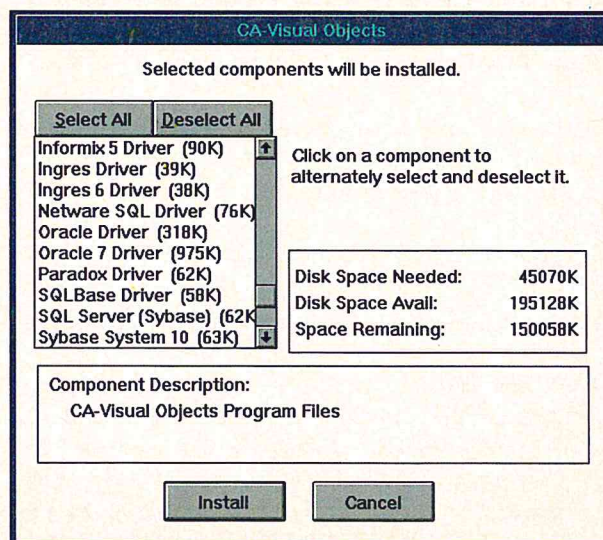 CA-Visual Objects
Selected components will be installed.
Select All
Deselect All
Informix 5 Driver (90K)
Ingres Driver (39K)
Ingres 6 Driver (38K)
Netware SQL Driver (76K)
Oracle Driver (318K)
Oracle 7 Driver (975K)
Paradox Driver (62K)
SQLBase Driver (58K)
SQL Server (Sybase) (62K
Sybase System 10 (63K)
Click on a component to
alternately select and deselect it.
Disk Space Needed: 45070K
Disk Space Avail: 195128K
Space Remaining: 150058K
Component Description:
CA-Visual Objects Program Files
Install
Cancel